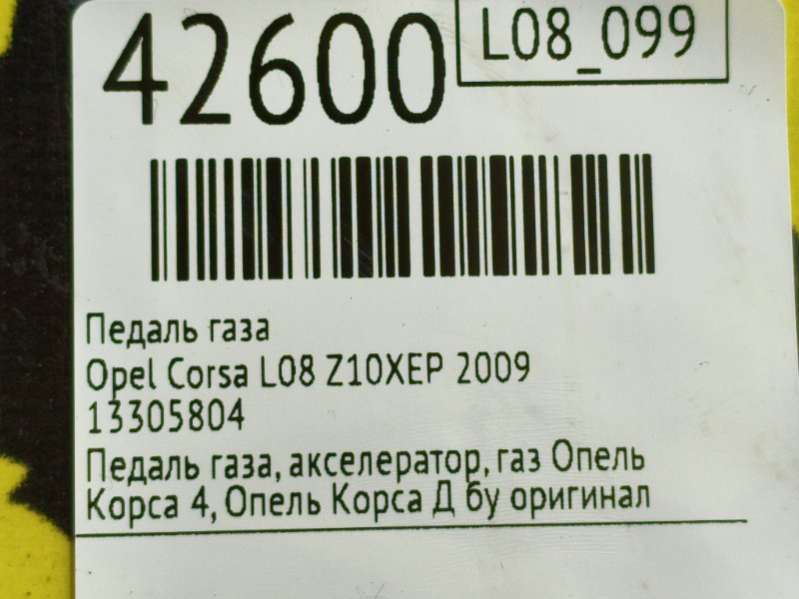 42600
L08_099
Педаль газа
Opel Corsa L08 Z10XEP 2009
13305804
Педаль газа, акселератор, газ Опель
Корса 4, Опель Корса Д бу оригинал